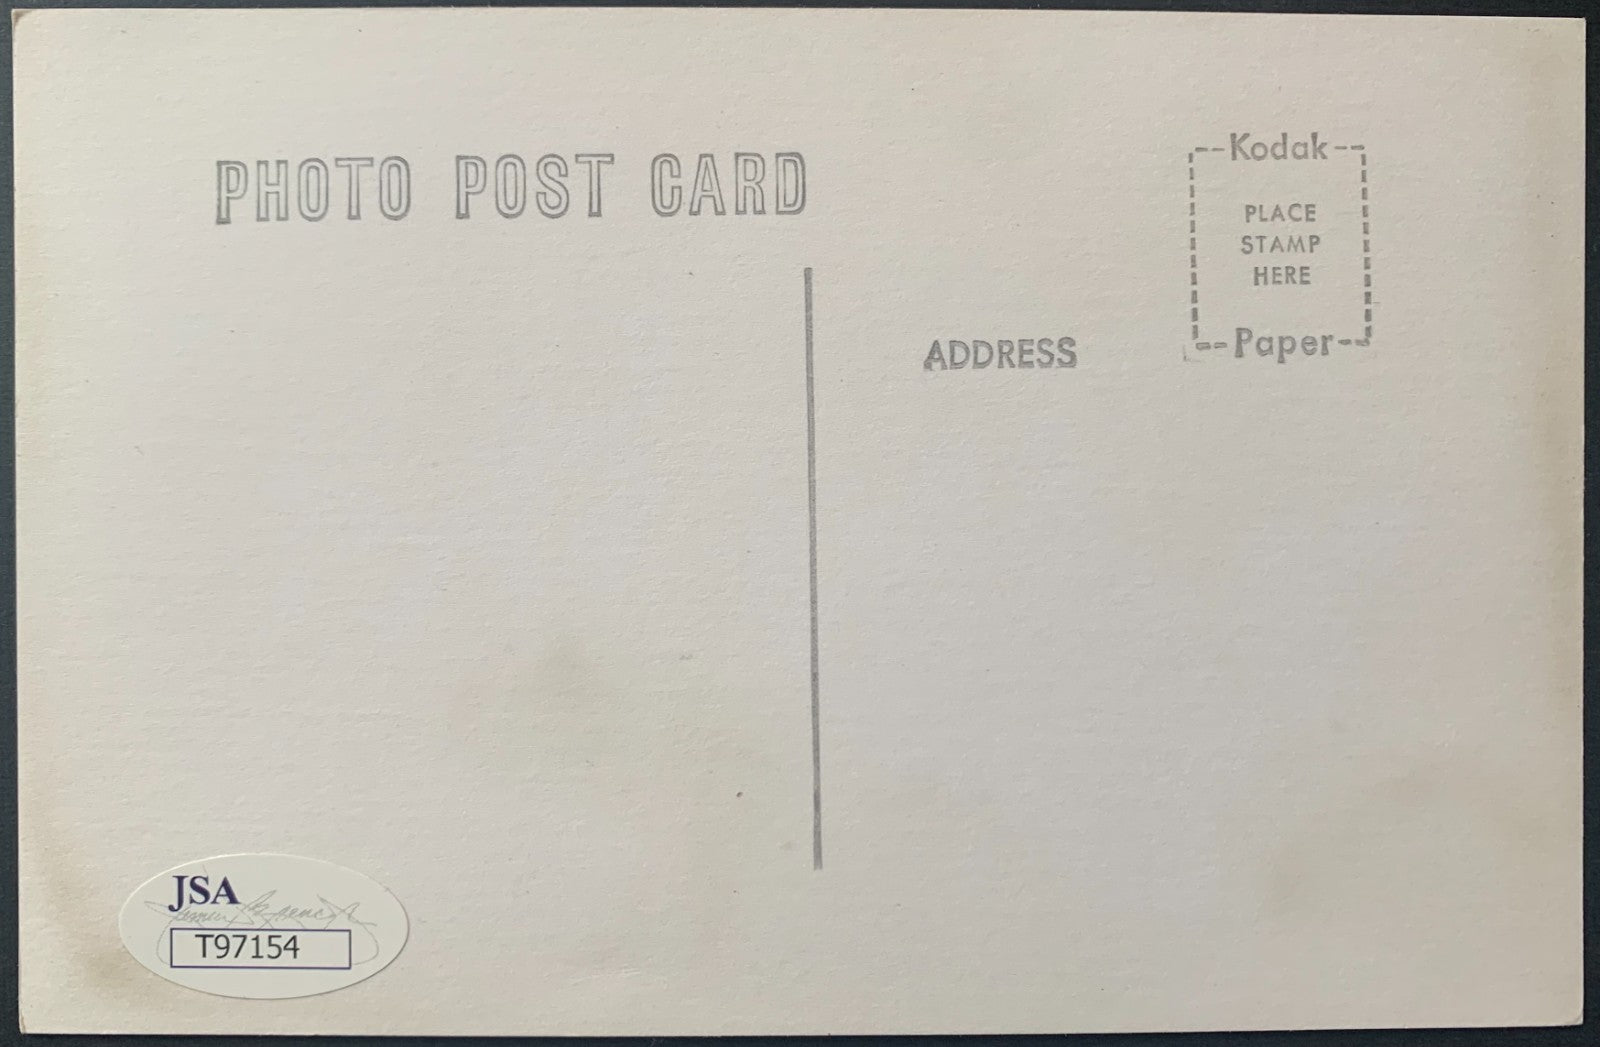 PHOTO POST CARD
Kodak
PLACE
STAMP
HERE
Paper
ADDRESS
JSA
T97154